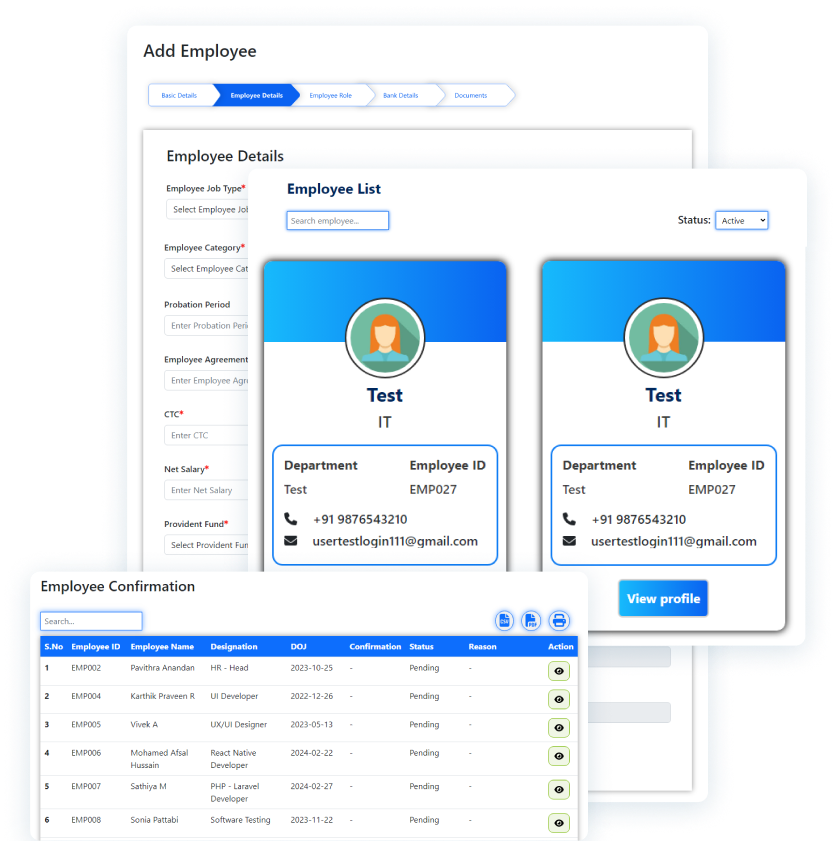 Add Employee
Basic Details Employee Details Employee Role Bank Details Documents
Employee Details
Employee Job Type*
Select Employee Job
Employee Category*
Select Employee Cat
Probation Period
Enter Probation Peri
Employee Agreement
Enter Employee Agr
CTC*
Enter CTC
Net Salary*
Enter Net Salary
Provident Fund*
Select Provident Fun
Employee List
Search employee...
Status: Active
Test
IT
Department Employee ID
Test EMP027
+91 9876543210
usertestlogin111@gmail.com
Test
IT
Department Employee ID
Test EMP027
+91 9876543210
usertestlogin111@gmail.com
View profile
Employee Confirmation
Search...
CSV PDF
S.No Employee ID Employee Name Designation DOJ Confirmation Status Reason Action
1 EMP002 Pavithra Anandan HR - Head 2023-10-25 - Pending -
2 EMP004 Karthik Praveen R UI Developer 2022-12-26 - Pending -
3 EMP005 Vivek A UX/UI Designer 2023-05-13 - Pending -
4 EMP006 Mohamed Afsal React Native 2024-02-22 - Pending -
Hussain Developer
5 EMP007 Sathiya M PHP - Laravel 2024-02-27 - Pending -
Developer
6 EMP008 Sonia Pattabi Software Testing 2023-11-22 - Pending -